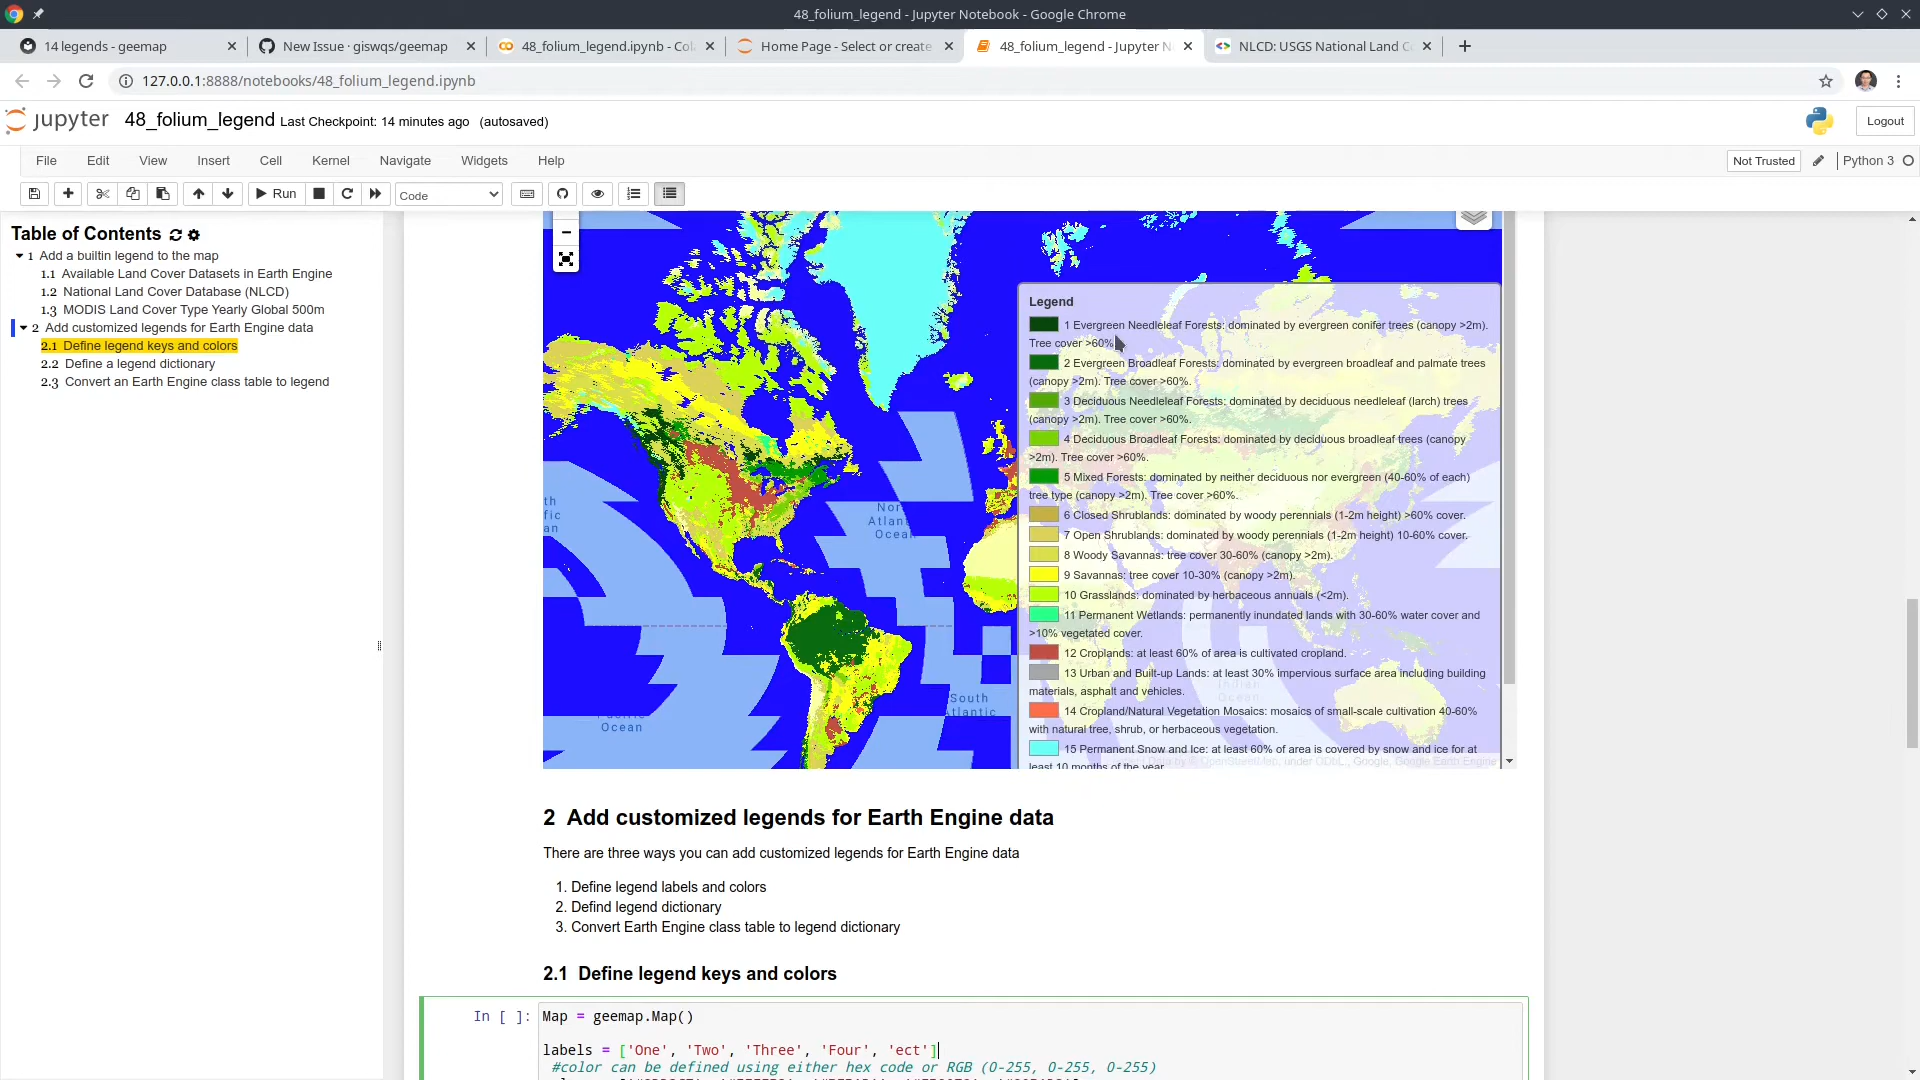 48_folium_legend - Jupyter Notebook - Google Chrome
14 legends - geemap
New Issue · giswqs/geemap
48_folium_legend.ipynb - Col
Home Page - Select or create
48_folium_legend - Jupyter N
NLCD: USGS National Land C
127.0.0.1:8888/notebooks/48_folium_legend.ipynb
jupyter 48_folium_legend Last Checkpoint: 14 minutes ago (autosaved)
Logout
File Edit View Insert Cell Kernel Navigate Widgets Help
Not Trusted
Python 3
Run
Code
Table of Contents
1 Add a builtin legend to the map
1.1 Available Land Cover Datasets in Earth Engine
1.2 National Land Cover Database (NLCD)
1.3 MODIS Land Cover Type Yearly Global 500m
2 Add customized legends for Earth Engine data
2.1 Define legend keys and colors
2.2 Define a legend dictionary
2.3 Convert an Earth Engine class table to legend
Legend
1 Evergreen Needleleaf Forests: dominated by evergreen conifer trees (canopy >2m).
Tree cover >60%.
2 Evergreen Broadleaf Forests: dominated by evergreen broadleaf and palmate trees
(canopy >2m). Tree cover >60%.
3 Deciduous Needleleaf Forests: dominated by deciduous needleleaf (larch) trees
(canopy >2m). Tree cover >60%.
4 Deciduous Broadleaf Forests: dominated by deciduous broadleaf trees (canopy
>2m). Tree cover >60%.
5 Mixed Forests: dominated by neither deciduous nor evergreen (40-60% of each)
tree type (canopy >2m). Tree cover >60%.
6 Closed Shrublands: dominated by woody perennials (1-2m height) >60% cover.
7 Open Shrublands: dominated by woody perennials (1-2m height) 10-60% cover.
8 Woody Savannas: tree cover 30-60% (canopy >2m).
9 Savannas: tree cover 10-30% (canopy >2m).
10 Grasslands: dominated by herbaceous annuals (<2m).
11 Permanent Wetlands: permanently inundated lands with 30-60% water cover and
>10% vegetated cover.
12 Croplands: at least 60% of area is cultivated cropland.
13 Urban and Built-up Lands: at least 30% impervious surface area including building
materials, asphalt and vehicles.
14 Cropland/Natural Vegetation Mosaics: mosaics of small-scale cultivation 40-60%
with natural tree, shrub, or herbaceous vegetation.
15 Permanent Snow and Ice: at least 60% of area is covered by snow and ice for at
least 10 months of the year.
Atlant
Ocean
South
Atlantic
Ocean
Indian
Ocean
2 Add customized legends for Earth Engine data
There are three ways you can add customized legends for Earth Engine data
1. Define legend labels and colors
2. Defind legend dictionary
3. Convert Earth Engine class table to legend dictionary
2.1 Define legend keys and colors
In [ ]: Map = geemap.Map()
labels = ['One', 'Two', 'Three', 'Four', 'ect']
#color can be defined using either hex code or RGB (0-255, 0-255, 0-255)